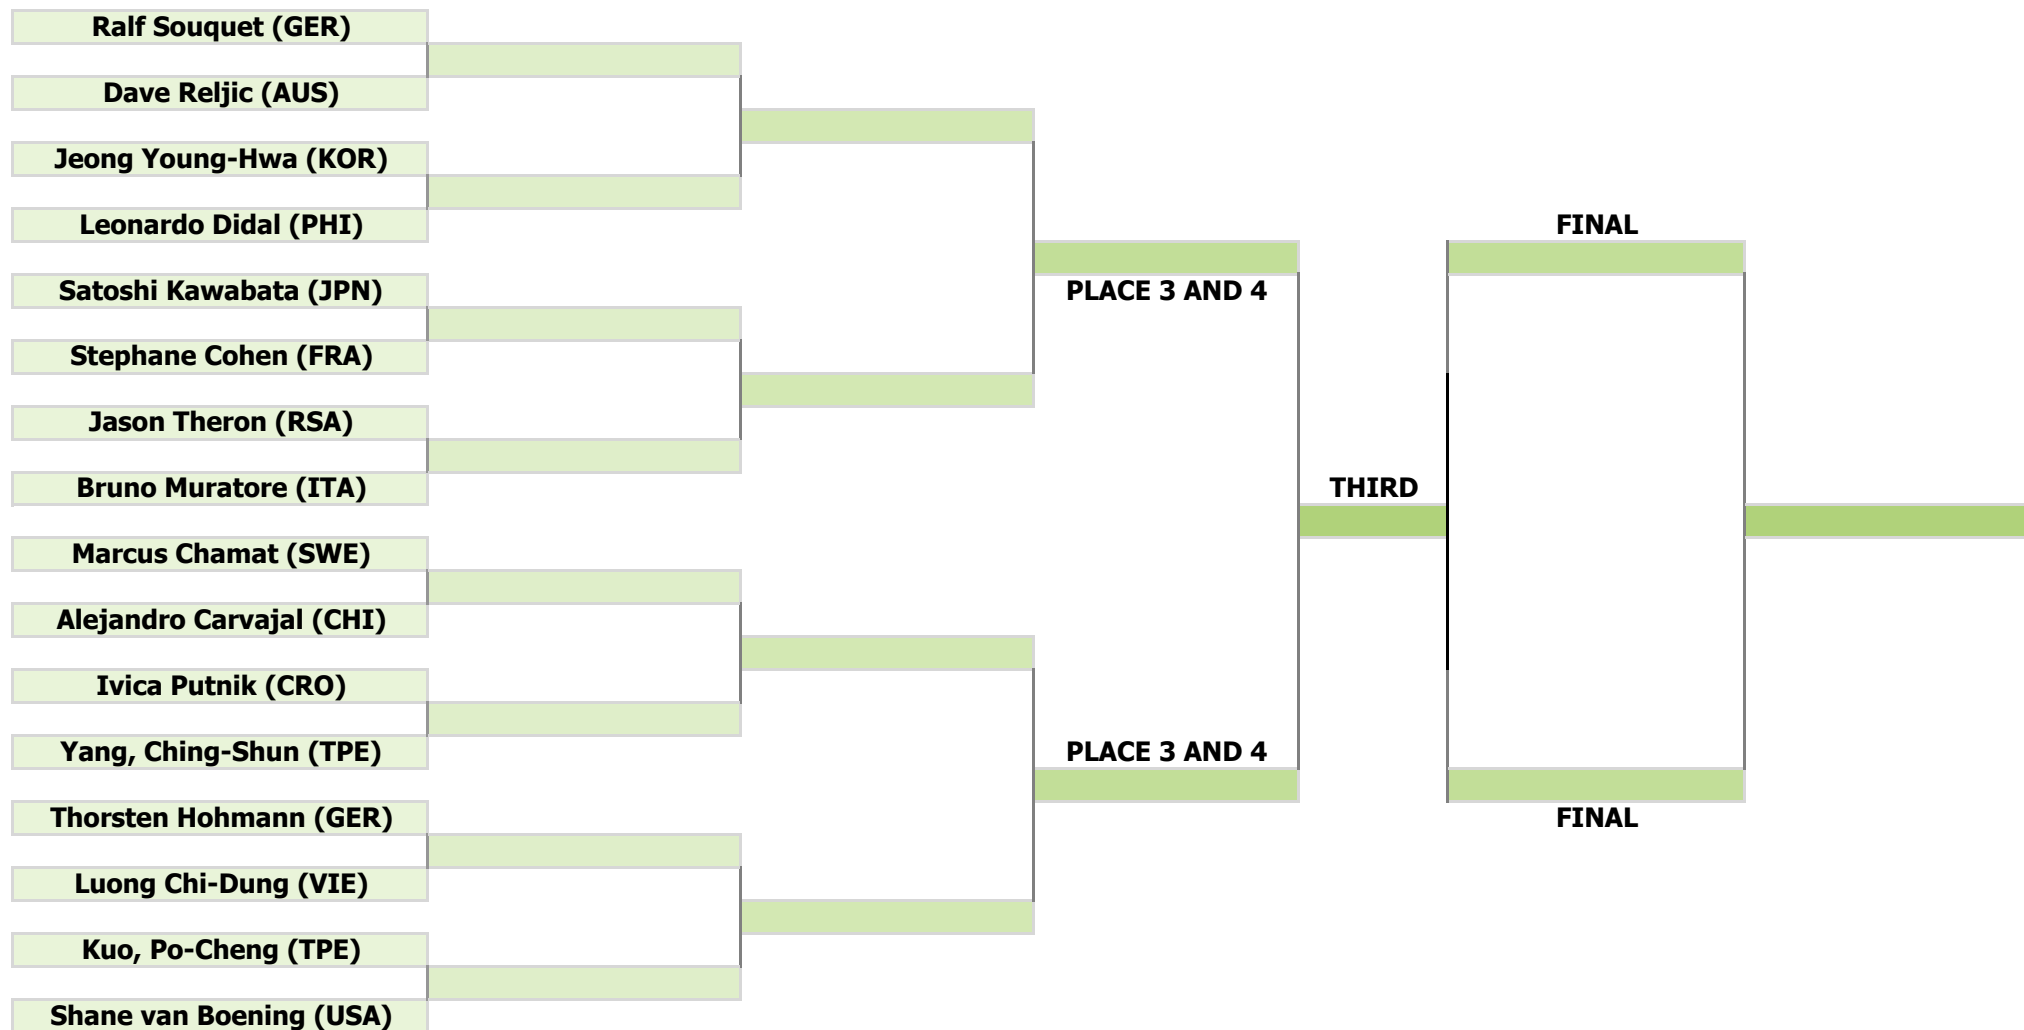 Ralf Souquet (GER)
Dave Reljic (AUS)
Jeong Young-Hwa (KOR)
Leonardo Didal (PHI)
FINAL
Satoshi Kawabata (JPN)
PLACE 3 AND 4
Stephane Cohen (FRA)
Jason Theron (RSA)
Bruno Muratore (ITA)
THIRD
Marcus Chamat (SWE)
Alejandro Carvajal (CHI)
Ivica Putnik (CRO)
Yang, Ching-Shun (TPE)
PLACE 3 AND 4
Thorsten Hohmann (GER)
FINAL
Luong Chi-Dung (VIE)
Kuo, Po-Cheng (TPE)
Shane van Boening (USA)